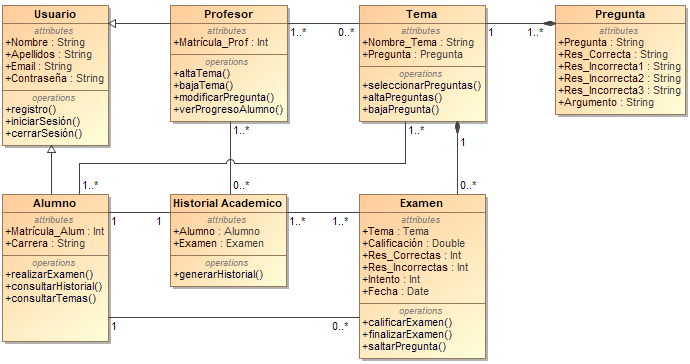 Usuario
attributes
+Nombre : String
+Apellidos : String
+Email : String
+Contraseña : String
operations
+registro()
+iniciarSesión()
+cerrarSesión()
Profesor
attributes
+Matrícula_Prof : Int
operations
+altaTema()
+bajaTema()
+modificarPregunta()
+verProgresoAlumno()
1..*
0..*
Tema
attributes
+Nombre_Tema : String
+Pregunta : Pregunta
operations
+seleccionarPreguntas()
+altaPreguntas()
+bajaPregunta()
1
1..*
Pregunta
attributes
+Pregunta : String
+Res_Correcta : String
+Res_Incorrecta1 : String
+Res_Incorrecta2 : String
+Res_Incorrecta3 : String
+Argumento : String
1..*
1..*
1
1..*
0..*
0..*
Alumno
attributes
+Matrícula_Alum : Int
+Carrera : String
operations
+realizarExamen()
+consultarHistorial()
+consultarTemas()
1
1
Historial Academico
attributes
+Alumno : Alumno
+Examen : Examen
operations
+generarHistorial()
1..*
1..*
Examen
attributes
+Tema : Tema
+Calificación : Double
+Res_Correctas : Int
+Res_Incorrectas : Int
+Intento : Int
+Fecha : Date
operations
+calificarExamen()
+finalizarExamen()
+saltarPregunta()
1
0..*